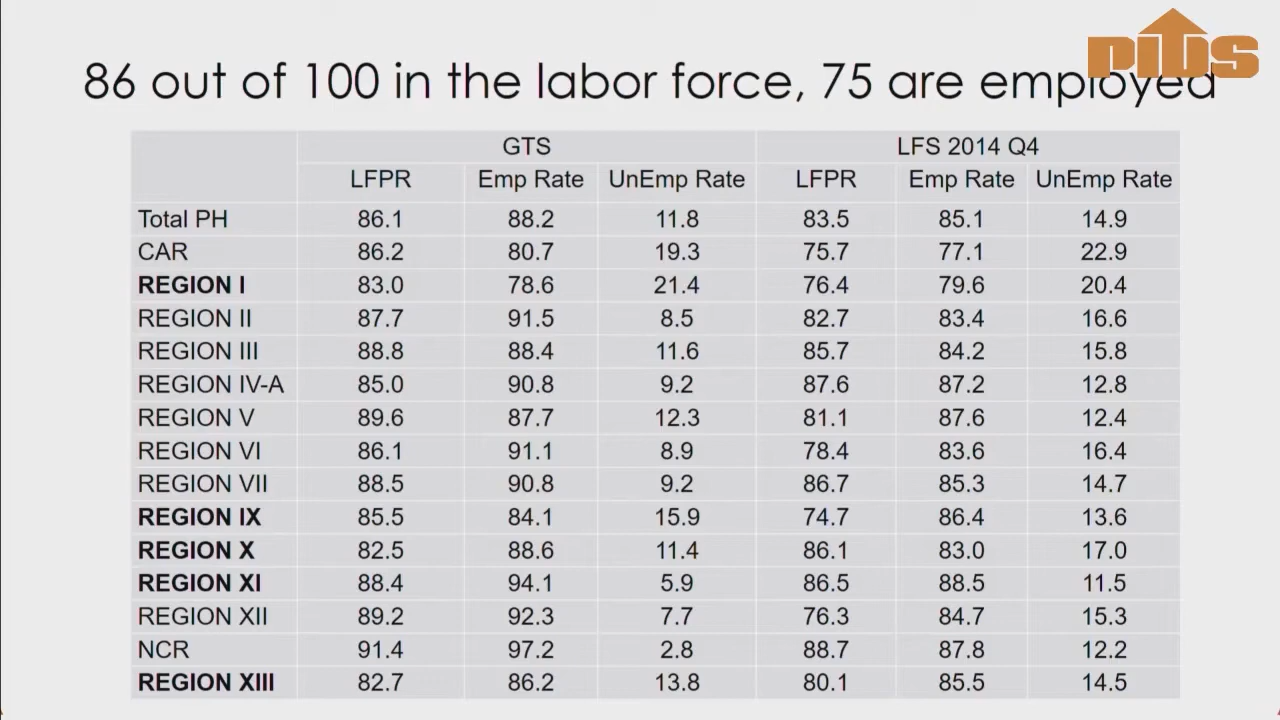 PIDS
86 out of 100 in the labor force, 75 are employed
GTS LFS 2014 Q4
LFPR Emp Rate UnEmp Rate LFPR Emp Rate UnEmp Rate
Total PH 86.1 88.2 11.8 83.5 85.1 14.9
CAR 86.2 80.7 19.3 75.7 77.1 22.9
REGION I 83.0 78.6 21.4 76.4 79.6 20.4
REGION II 87.7 91.5 8.5 82.7 83.4 16.6
REGION III 88.8 88.4 11.6 85.7 84.2 15.8
REGION IV-A 85.0 90.8 9.2 87.6 87.2 12.8
REGION V 89.6 87.7 12.3 81.1 87.6 12.4
REGION VI 86.1 91.1 8.9 78.4 83.6 16.4
REGION VII 88.5 90.8 9.2 86.7 85.3 14.7
REGION IX 85.5 84.1 15.9 74.7 86.4 13.6
REGION X 82.5 88.6 11.4 86.1 83.0 17.0
REGION XI 88.4 94.1 5.9 86.5 88.5 11.5
REGION XII 89.2 92.3 7.7 76.3 84.7 15.3
NCR 91.4 97.2 2.8 88.7 87.8 12.2
REGION XIII 82.7 86.2 13.8 80.1 85.5 14.5